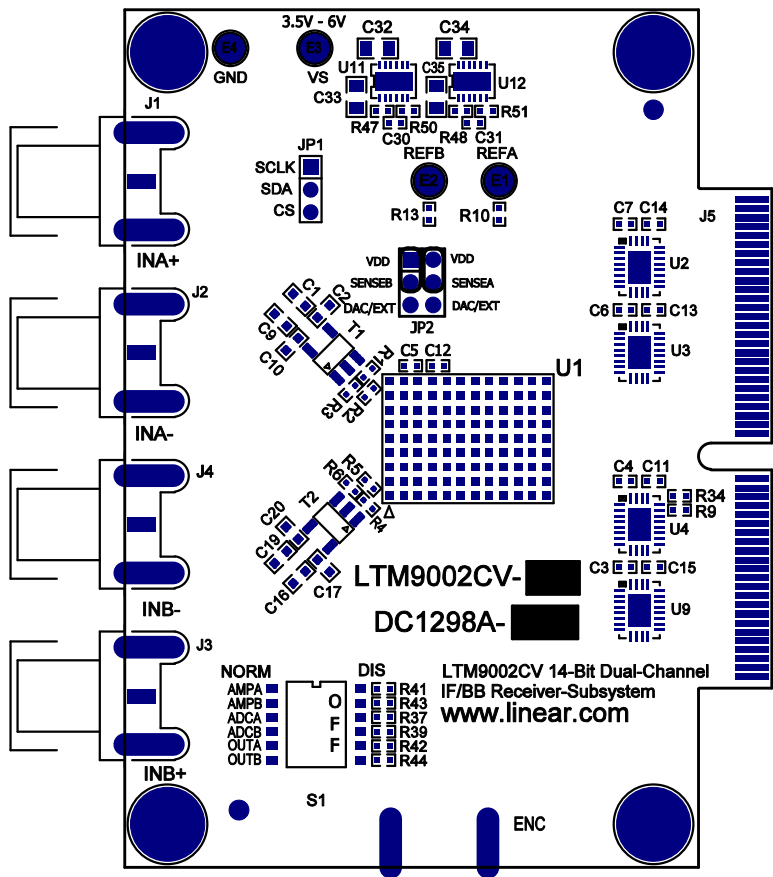 3.5V - 6V
C32
C34
E4
E3
GND
VS
U11
C35
U12
C33
R47
R50
R48
R51
C30
C31
J1
JP1
REFB
REFA
SCLK
SDA
CS
E2
E1
R13
R10
INA+
J5
C7
C14
U2
VDD
VDD
SENSEB
SENSEA
DAC/EXT
DAC/EXT
JP2
J2
C1
C2
C9
T1
C10
R1
R2
R3
C6
C13
U3
C5
C12
U1
INA-
J4
R5
R6
T2
R4
C20
C19
C16
C17
C4
C11
R34
R9
U4
C3
C15
U9
LTM9002CV-
DC1298A-
INB-
J3
NORM
DIS
LTM9002CV 14-Bit Dual-Channel
IF/BB Receiver-Subsystem
www.linear.com
AMPA
R41
AMPB
O
R43
ADCA
F
R37
ADCB
R39
OUTA
F
R42
OUTB
R44
INB+
S1
ENC